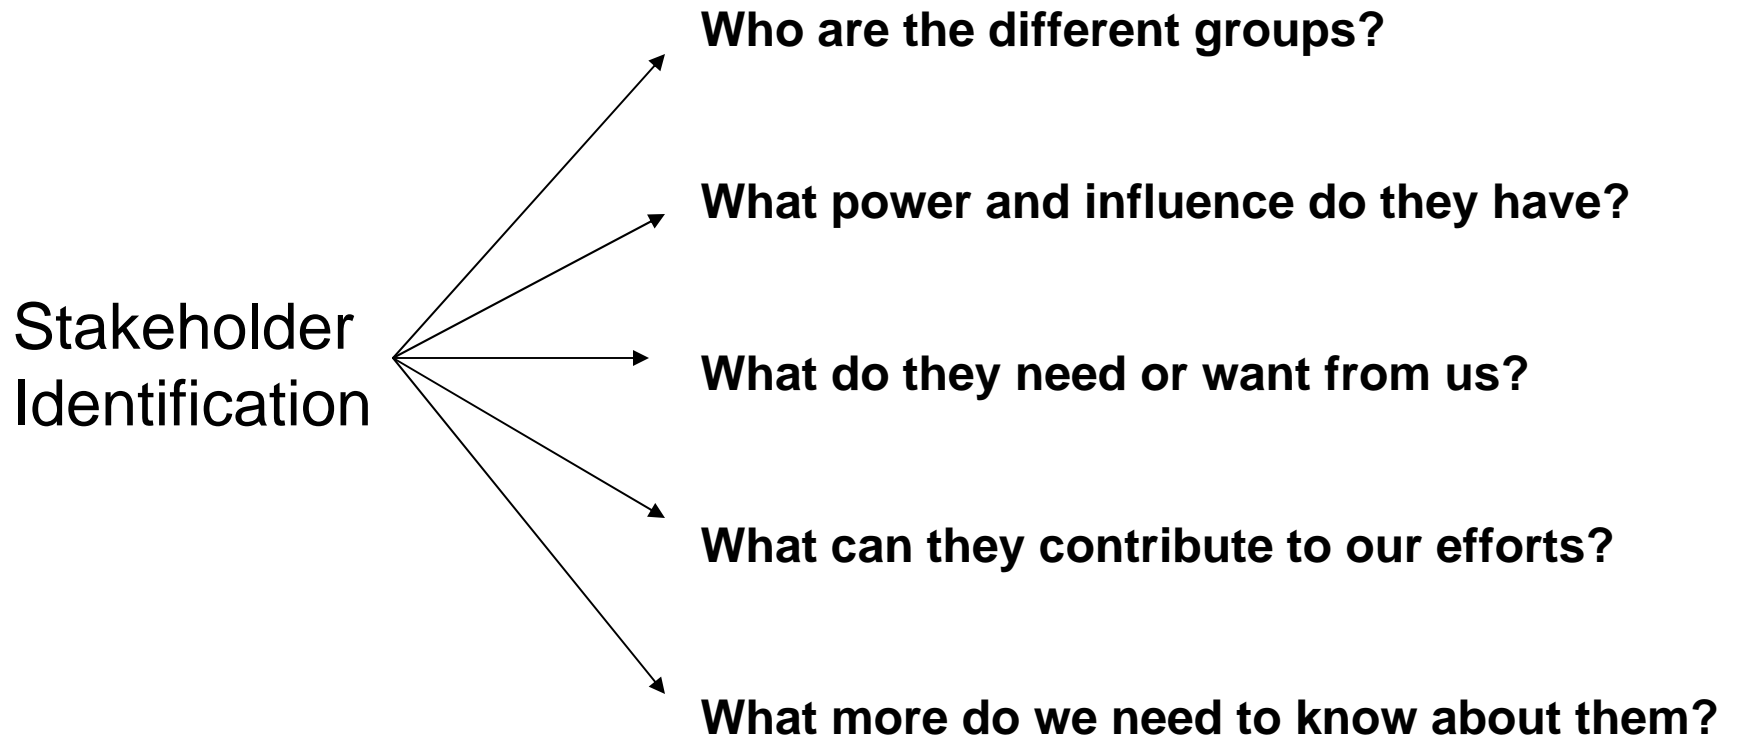 Stakeholder
Identification
Who are the different groups?
What power and influence do they have?
What do they need or want from us?
What can they contribute to our efforts?
What more do we need to know about them?